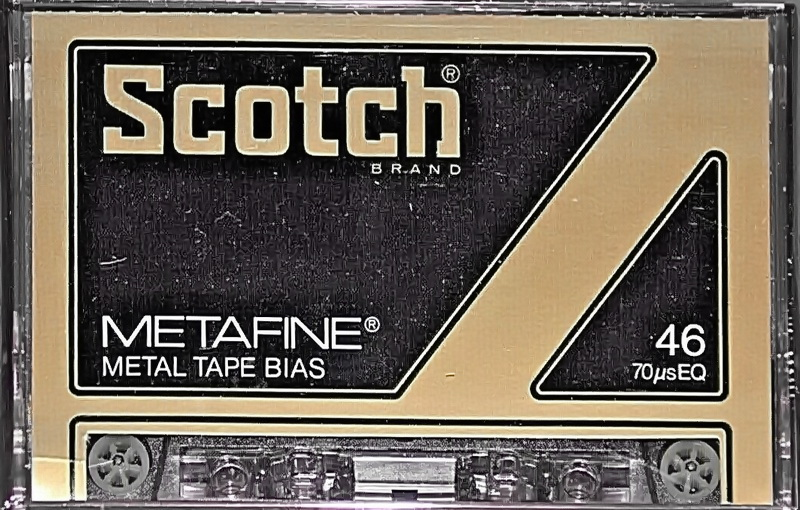 Scotch®
BRAND
METAFINE®
METAL TAPE BIAS
46
70µsEQ